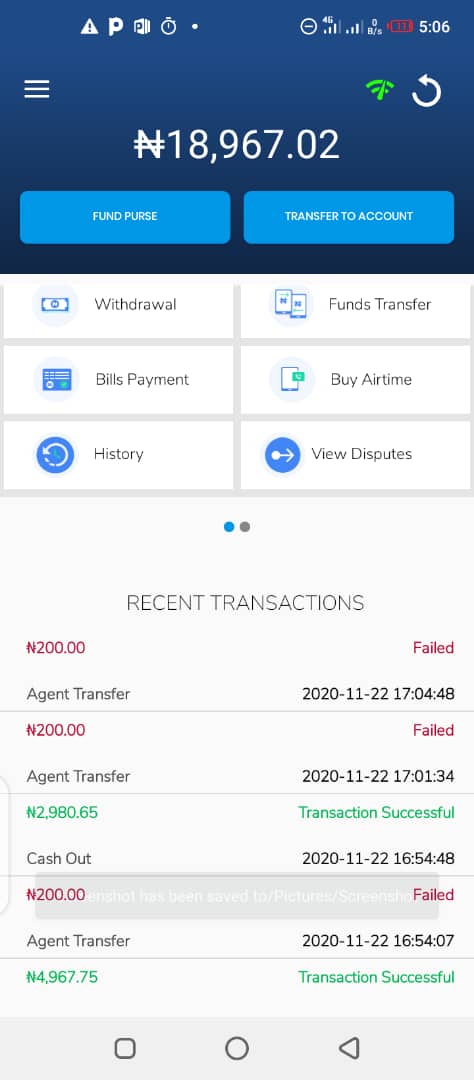 4G 0 B/s 11 5:06
₦18,967.02
FUND PURSE TRANSFER TO ACCOUNT
Withdrawal Funds Transfer
Bills Payment Buy Airtime
History View Disputes
RECENT TRANSACTIONS
₦200.00 Failed
Agent Transfer 2020-11-22 17:04:48
₦200.00 Failed
Agent Transfer 2020-11-22 17:01:34
₦2,980.65 Transaction Successful
Cash Out 2020-11-22 16:54:48
₦200.00 Failed
has been saved to/Pictures/
Agent Transfer 2020-11-22 16:54:07
₦4,967.75 Transaction Successful